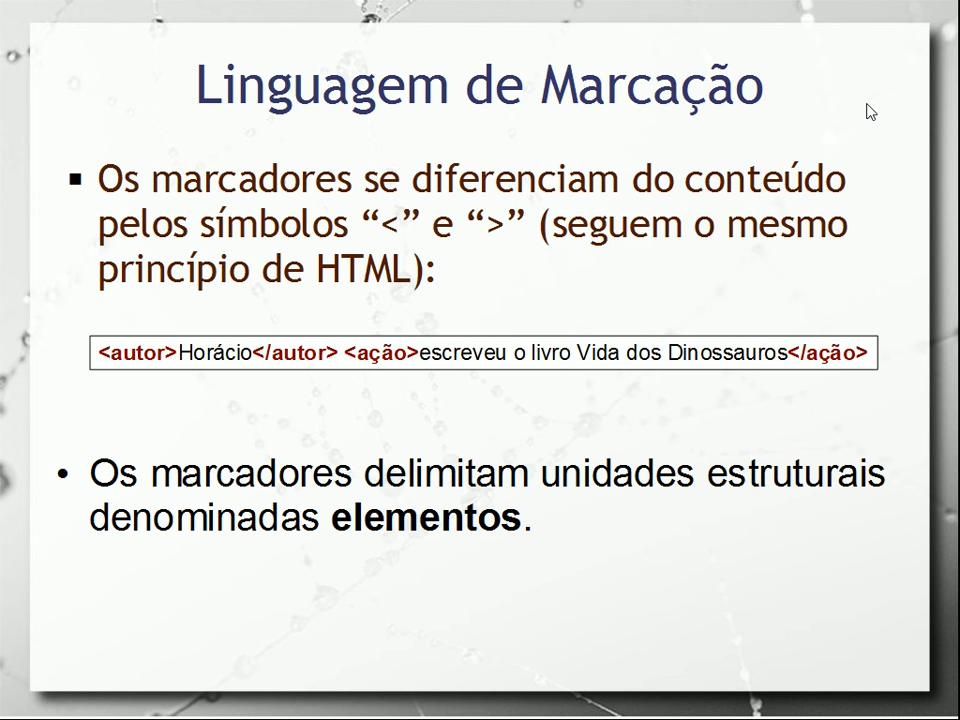 Linguagem de Marcação
▪ Os marcadores se diferenciam do conteúdo
pelos símbolos “<” e “>” (seguem o mesmo
princípio de HTML):
<autor>Horácio</autor> <ação>escreveu o livro Vida dos Dinossauros</ação>
• Os marcadores delimitam unidades estruturais
denominadas elementos.